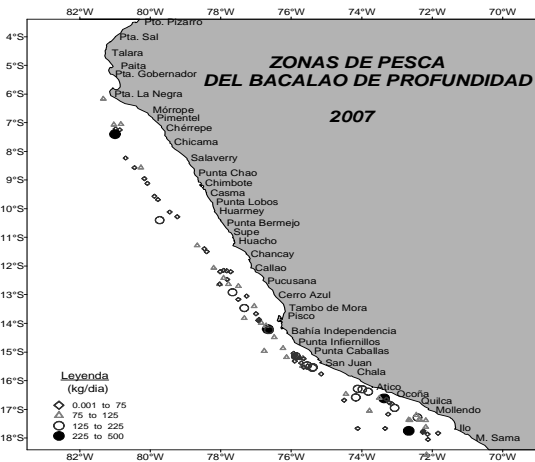 82°W 80°W 78°W 76°W 74°W 72°W 70°W
Pto. Pizarro
4°S
Pta. Sal
Talara
5°S
Paita
Pta. Gobernador
6°S
Pta. La Negra
ZONAS DE PESCA
DEL BACALAO DE PROFUNDIDAD
2007
Mórrope
Pimentel
7°S
Chérrepe
Chicama
8°S
Salaverry
Punta Chao
9°S
Chimbote
Casma
Punta Lobos
10°S
Huarmey
Punta Bermejo
Supe
11°S
Huacho
Chancay
12°S
Callao
Pucusana
13°S
Cerro Azul
Tambo de Mora
Pisco
14°S
Bahía Independencia
Punta Infiernillos
15°S
Punta Caballas
San Juan
Chala
16°S
Atico
Ocoña
Quilca
17°S
Mollendo
Ilo
18°S
M. Sama
Leyenda
(kg/dia)
0.001 to 75
75 to 125
125 to 225
225 to 500
82°W 80°W 78°W 76°W 74°W 72°W 70°W